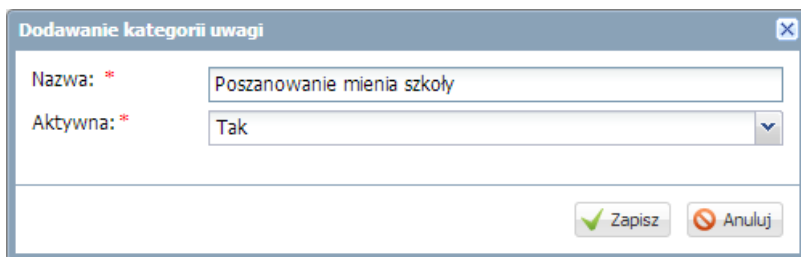 Dodawanie kategorii uwagi
Nazwa: * Poszanowanie mienia szkoły
Aktywna: * Tak
Zapisz Anuluj